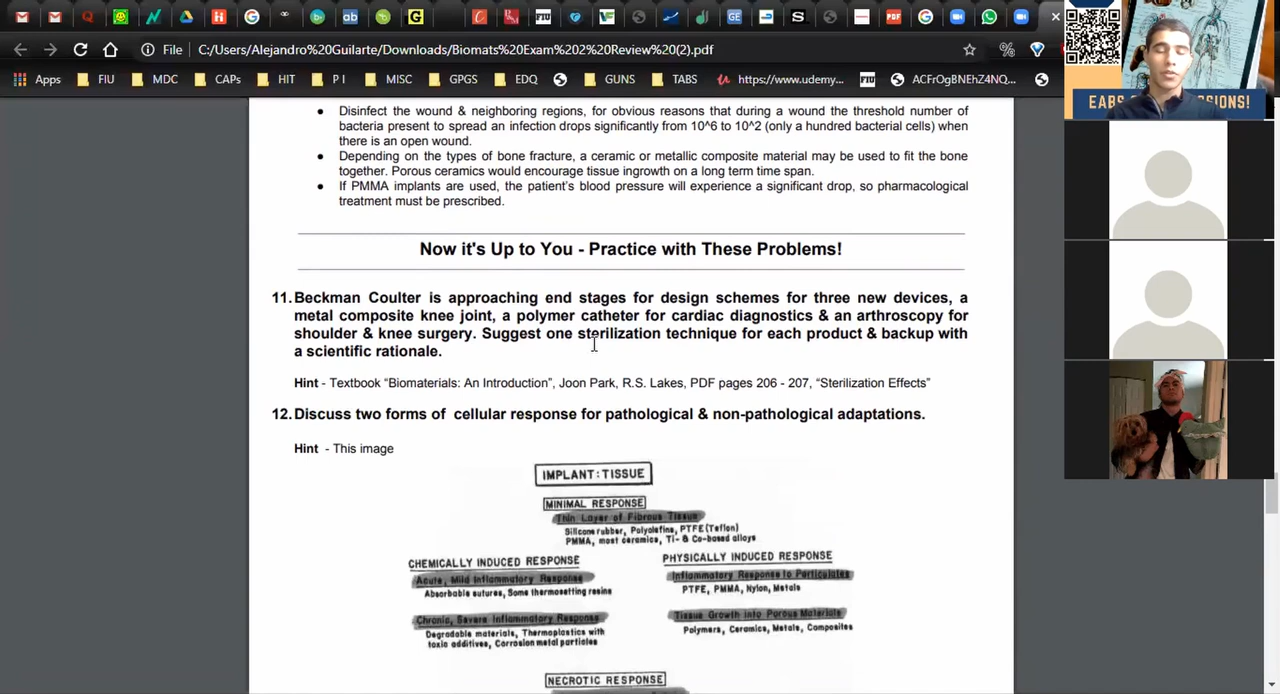 File C:/Users/Alejandro%20Guilarte/Downloads/Biomats%20Exam%202%20Review%20(2).pdf
Apps FIU MDC CAPs HIT P I MISC GPGS EDQ GUNS TABS https://www.udemy... FIU ACFrOgBNEhZ4NQ...
• Disinfect the wound & neighboring regions, for obvious reasons that during a wound the threshold number of
bacteria present to spread an infection drops significantly from 10^6 to 10^2 (only a hundred bacterial cells) when
there is an open wound.
• Depending on the types of bone fracture, a ceramic or metallic composite material may be used to fit the bone
together. Porous ceramics would encourage tissue ingrowth on a long term time span.
• If PMMA implants are used, the patient's blood pressure will experience a significant drop, so pharmacological
treatment must be prescribed.
Now it's Up to You - Practice with These Problems!
11. Beckman Coulter is approaching end stages for design schemes for three new devices, a
metal composite knee joint, a polymer catheter for cardiac diagnostics & an arthroscopy for
shoulder & knee surgery. Suggest one sterilization technique for each product & backup with
a scientific rationale.
Hint - Textbook “Biomaterials: An Introduction”, Joon Park, R.S. Lakes, PDF pages 206 - 207, “Sterilization Effects”
12. Discuss two forms of cellular response for pathological & non-pathological adaptations.
Hint - This image
IMPLANT: TISSUE
MINIMAL RESPONSE
Thin Layer of Fibrous Tissue
Silicone rubber, Polyolefins, PTFE (Teflon)
PMMA, most ceramics, Ti- & Co-based alloys
CHEMICALLY INDUCED RESPONSE
Acute, Mild Inflammatory Response
Absorbable sutures, Some thermosetting resins
Chronic, Severe Inflammatory Response
Degradable materials, Thermoplastics with
toxic additives, Corrosion metal particles
PHYSICALLY INDUCED RESPONSE
Inflammatory Response to Particulates
PTFE, PMMA, Nylon, Metals
Tissue Growth into Porous Materials
Polymers, Ceramics, Metals, Composites
NECROTIC RESPONSE